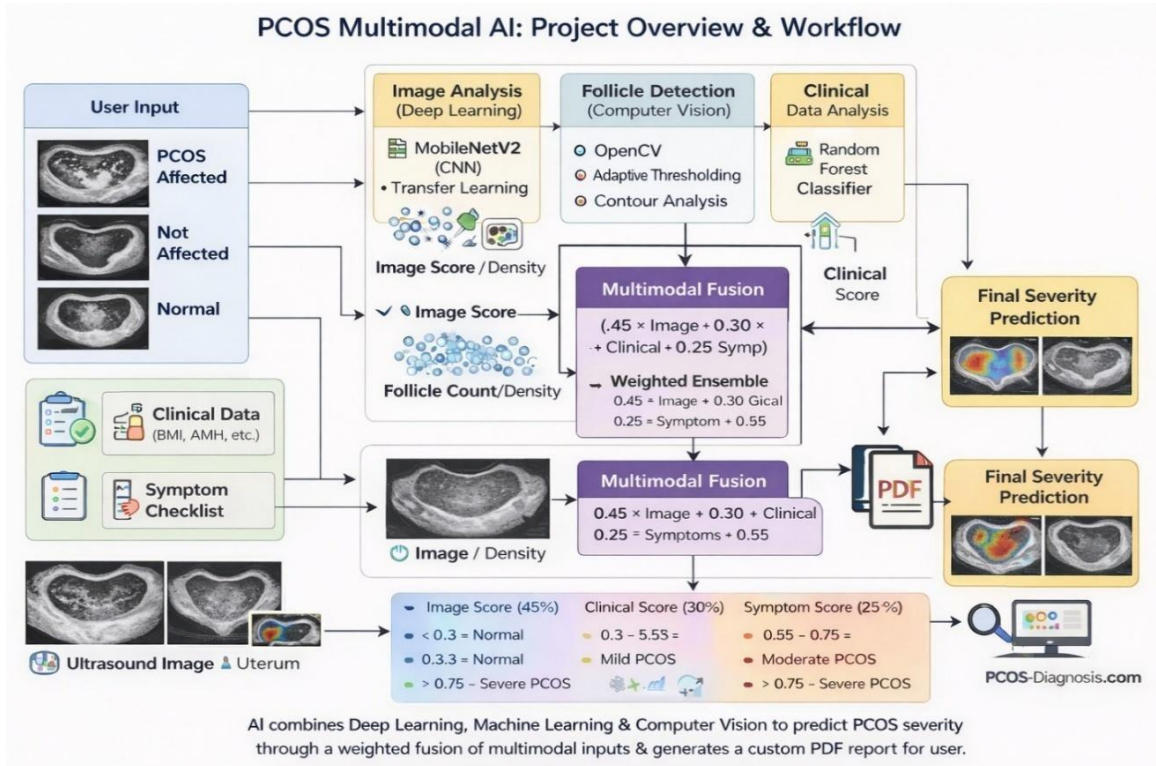 PCOS Multimodal AI: Project Overview & Workflow
User Input
PCOS
Affected
Not
Affected
Normal
Clinical Data
(BMI, AMH, etc.)
Symptom
Checklist
Ultrasound Image
Uterum
Image Analysis
(Deep Learning)
MobileNetV2
(CNN)
• Transfer Learning
Image Score / Density
Image Score
Follicle Count/Density
Follicle Detection
(Computer Vision)
OpenCV
Adaptive Thresholding
Contour Analysis
Clinical
Data Analysis
Random
Forest
Classifier
Clinical
Score
Multimodal Fusion
(.45 × Image + 0.30 ×
+ Clinical + 0.25 Symp)
Weighted Ensemble
0.45 = Image + 0.30 Gical
0.25 = Symptom + 0.55
Image / Density
Multimodal Fusion
0.45 × Image + 0.30 + Clinical
0.25 = Symptoms + 0.55
Final Severity
Prediction
PDF
Final Severity
Prediction
Image Score (45%)
< 0.3 = Normal
0.3.3 = Normal
> 0.75 – Severe PCOS
Clinical Score (30%)
0.3 – 5.55 =
Mild PCOS
Symptom Score (25%)
0.55 – 0.75 =
Moderate PCOS
> 0.75 – Severe PCOS
PCOS-Diagnosis.com
AI combines Deep Learning, Machine Learning & Computer Vision to predict PCOS severity
through a weighted fusion of multimodal inputs & generates a custom PDF report for user.